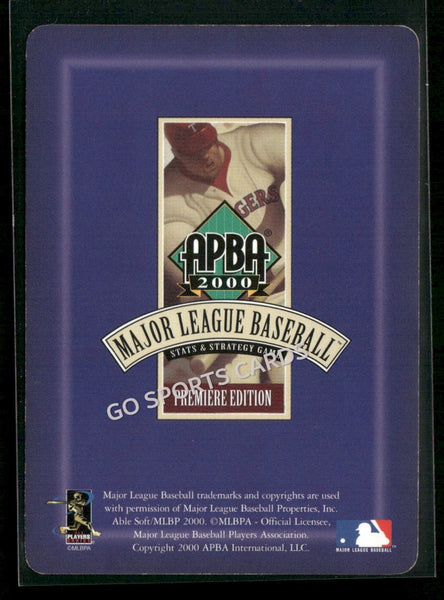 T
GERS
APBA®
2000
MAJOR LEAGUE BASEBALL™
STATS & STRATEGY GAME
GO SPORTS CARDS
PREMIERE EDITION
Major League Baseball trademarks and copyrights are used
with permission of Major League Baseball Properties, Inc.
Able Soft/MLBP 2000. ©MLBPA - Official Licensee,
Major League Baseball Players Association.
Copyright 2000 APBA International, LLC.
PLAYERS
©MLBPA
MAJOR LEAGUE BASEBALL